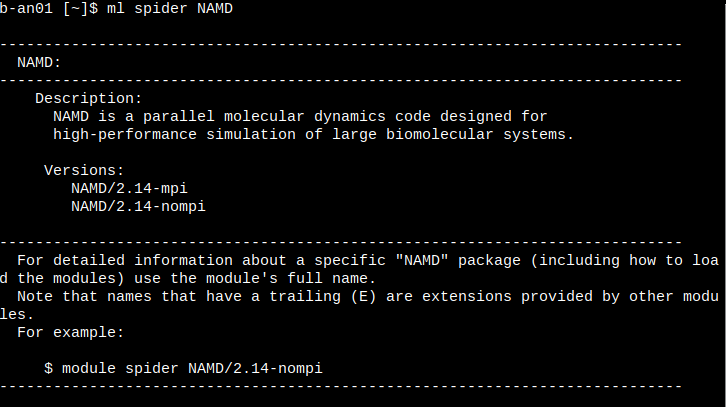 b-an01 [~]$ ml spider NAMD
----------------------------------------------------------------------------
NAMD:
----------------------------------------------------------------------------
Description:
NAMD is a parallel molecular dynamics code designed for
high-performance simulation of large biomolecular systems.
Versions:
NAMD/2.14-mpi
NAMD/2.14-nompi
----------------------------------------------------------------------------
For detailed information about a specific "NAMD" package (including how to loa
d the modules) use the module's full name.
Note that names that have a trailing (E) are extensions provided by other modu
les.
For example:
$ module spider NAMD/2.14-nompi
----------------------------------------------------------------------------